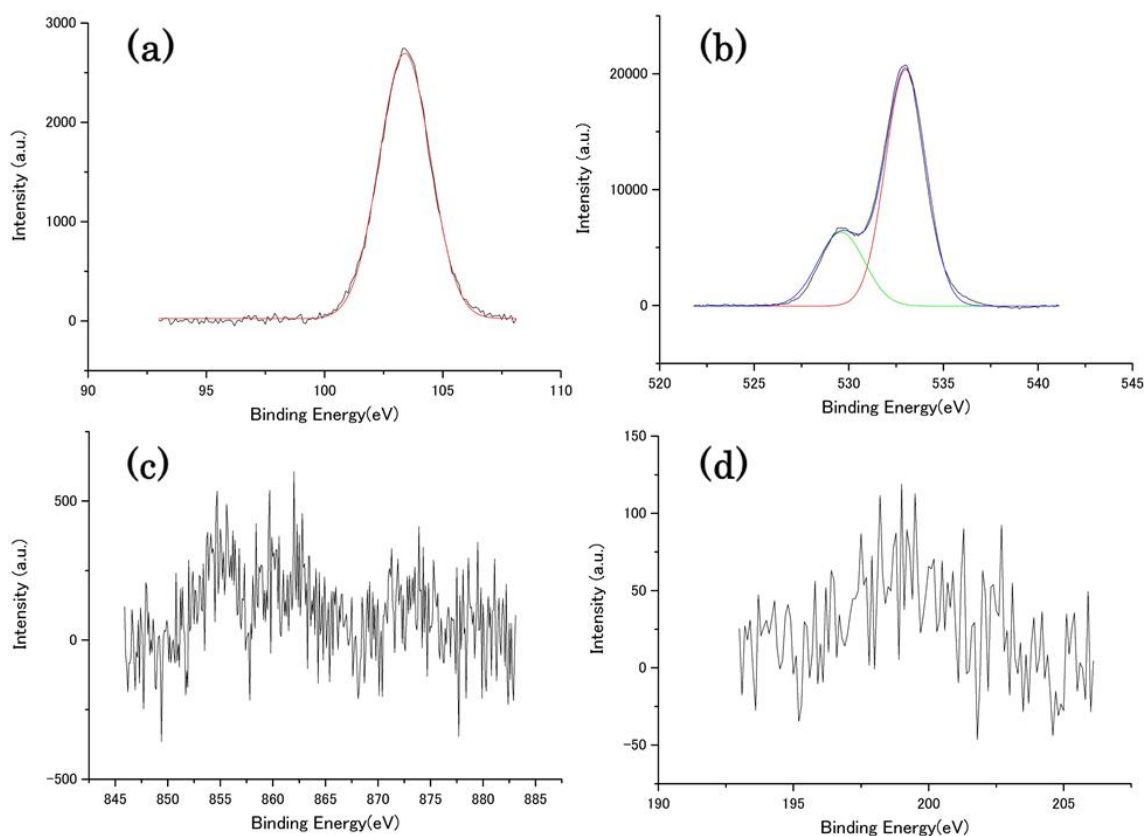 (a)
3000
2000
1000
0
Intensity (a.u.)
90 95 100 105 110
Binding Energy(eV)
(b)
20000
10000
0
Intensity (a.u.)
520 525 530 535 540 545
Binding Energy(eV)
(c)
500
0
-500
Intensity (a.u.)
845 850 855 860 865 870 875 880 885
Binding Energy(eV)
(d)
150
100
50
0
-50
Intensity (a.u.)
190 195 200 205
Binding Energy(eV)